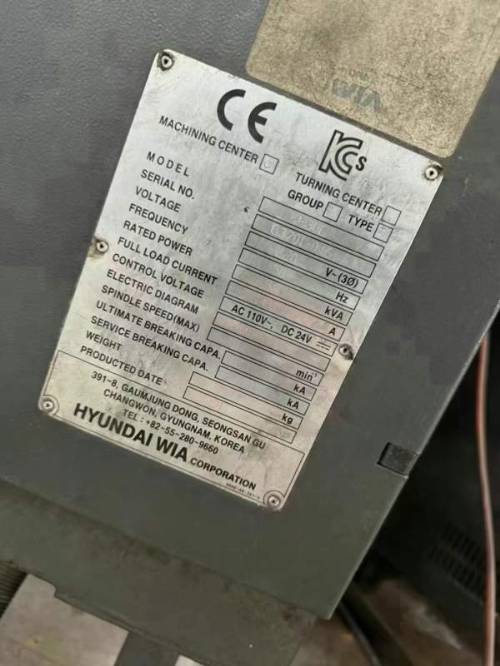 WIA
CE
KCs
MACHINING CENTER
TURNING CENTER
GROUP TYPE
MODEL
SERIAL NO.
VOLTAGE V~(3Ø)
FREQUENCY Hz
RATED POWER kVA
FULL LOAD CURRENT A
CONTROL VOLTAGE AC 110V~, DC 24V
ELECTRIC DIAGRAM
SPINDLE SPEED(MAX) min⁻¹
ULTIMATE BREAKING CAPA. kA
SERVICE BREAKING CAPA. kA
WEIGHT kg
PRODUCTED DATE
391-8, GAUMJUNG DONG, SEONGSAN GU
CHANGWON, GYUNGNAM, KOREA
TEL : +82-55-280-9660
HYUNDAI WIA CORPORATION